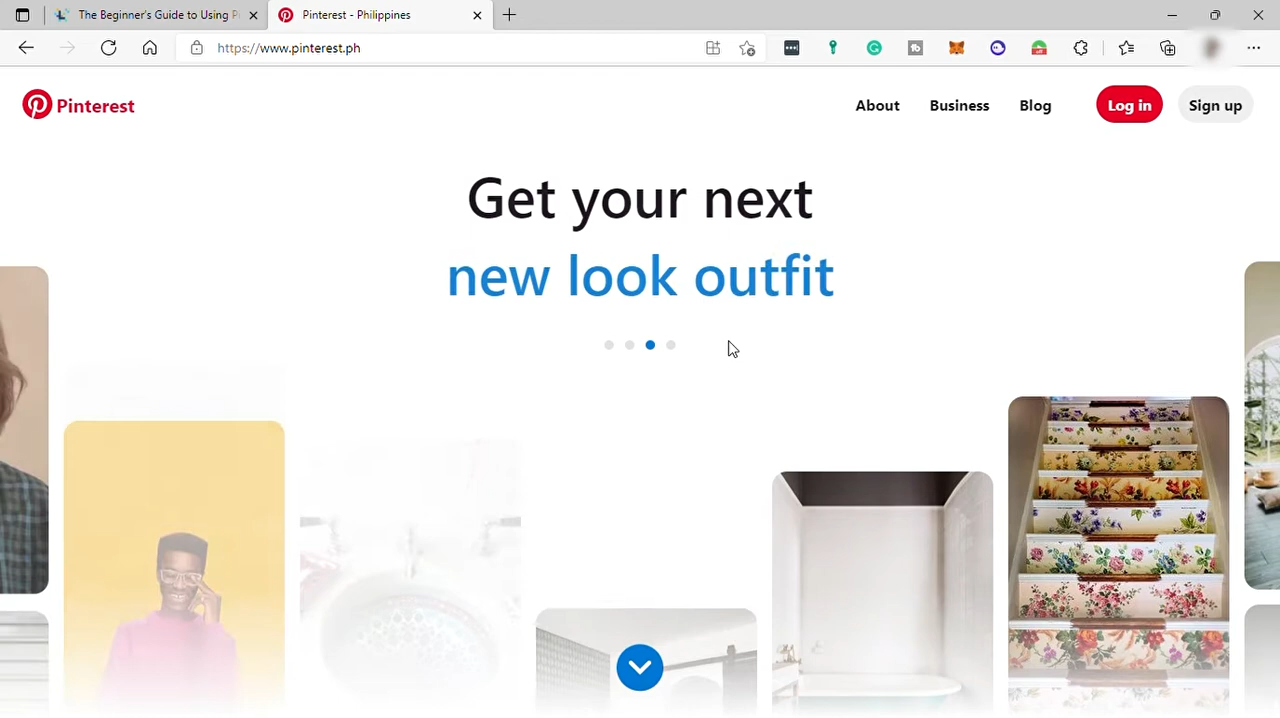 The Beginner's Guide to Using P
Pinterest - Philippines
https://www.pinterest.ph
Pinterest
About
Business
Blog
Log in
Sign up
Get your next
new look outfit